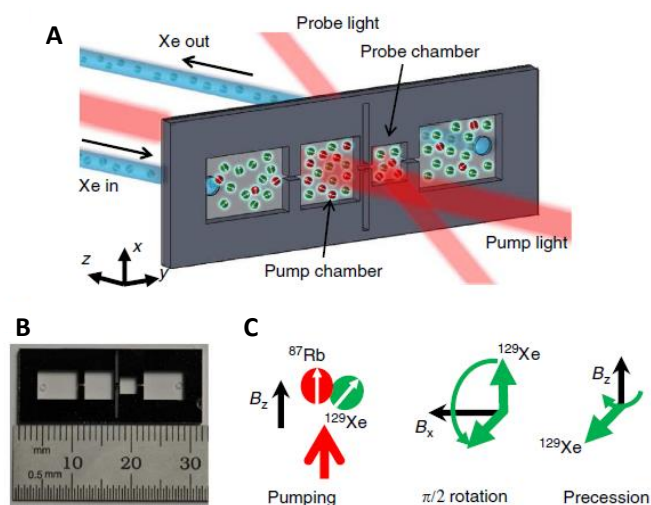 A
Probe light
Xe out
Probe chamber
Xe in
Pump light
Pump chamber
x
z
y
B
mm
0.5 mm
10
20
30
C
87Rb
129Xe
Bz
129Xe
Bx
Bz
129Xe
Pumping
π/2 rotation
Precession